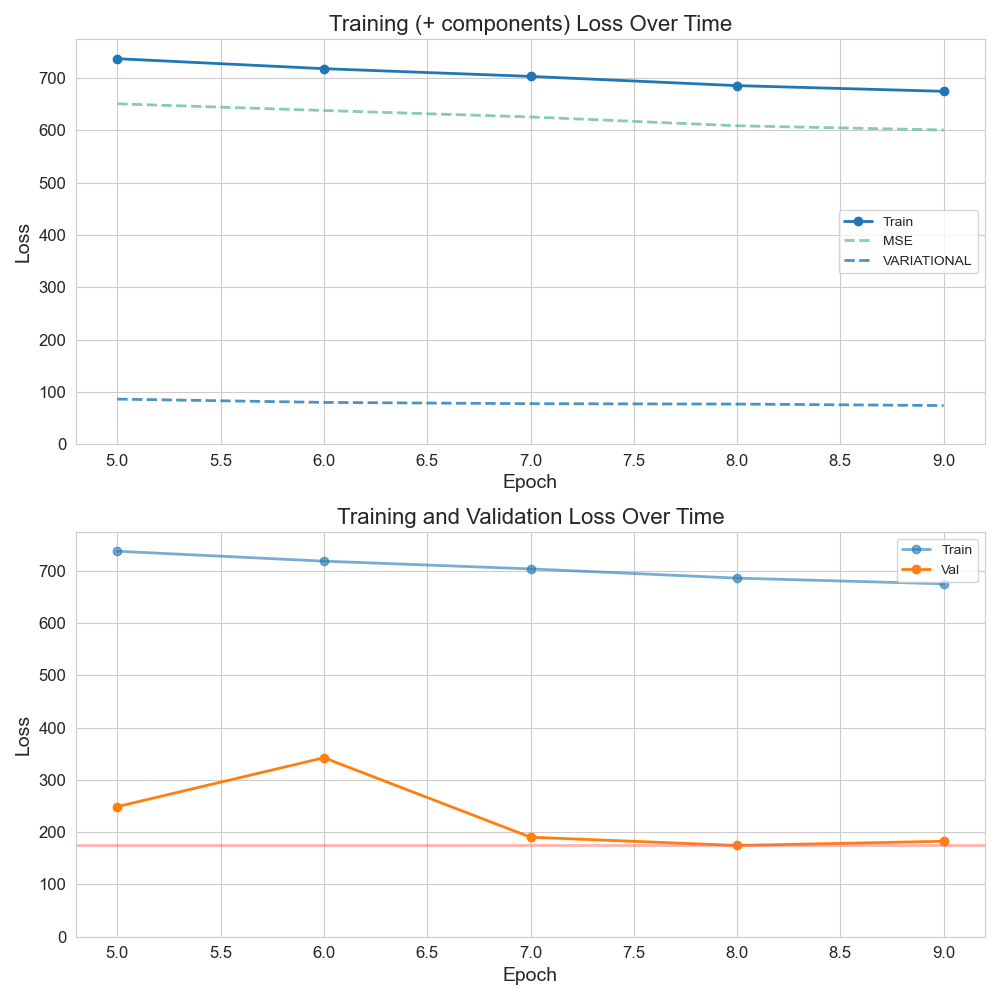 Training (+ components) Loss Over Time
700
600
500
400
300
200
100
0
Loss
Train
MSE
VARIATIONAL
5.0 5.5 6.0 6.5 7.0 7.5 8.0 8.5 9.0
Epoch
Training and Validation Loss Over Time
700
600
500
400
300
200
100
0
Loss
Train
Val
5.0 5.5 6.0 6.5 7.0 7.5 8.0 8.5 9.0
Epoch